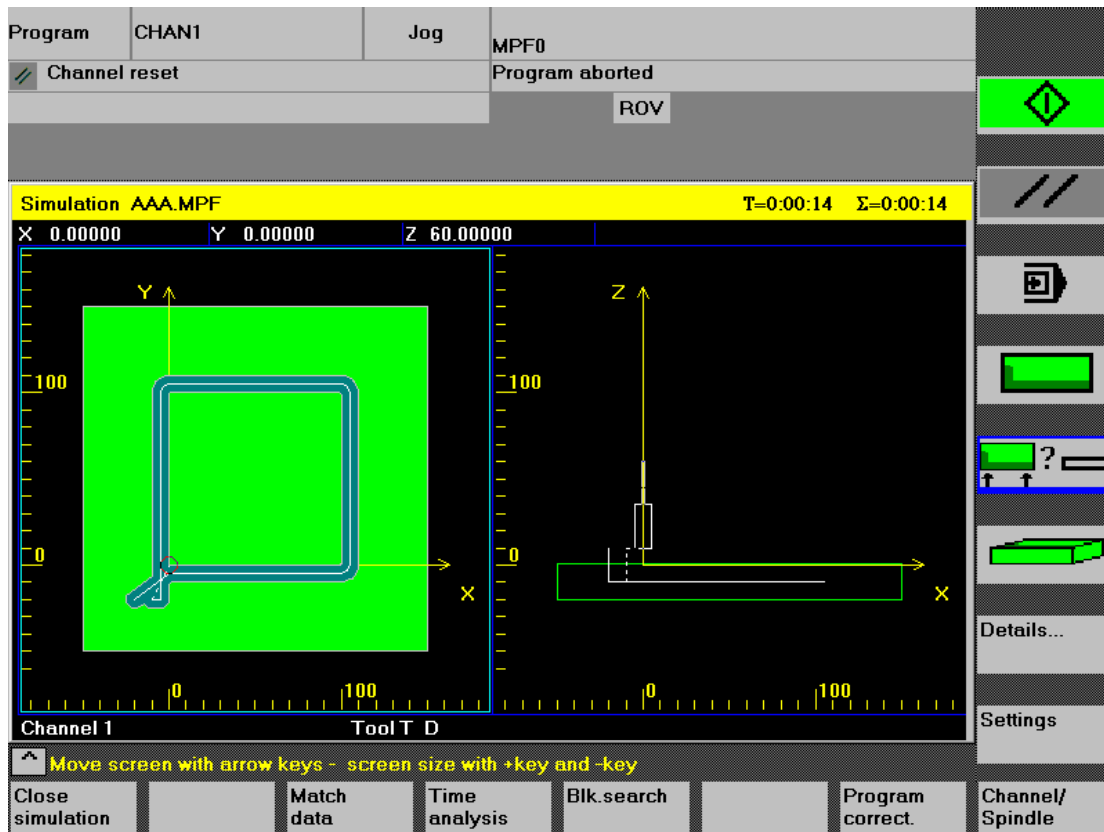 Program CHAN1 Jog MPF0
Channel reset Program aborted
ROV
Simulation AAA.MPF T=0:00:14 Σ=0:00:14
X 0.00000 Y 0.00000 Z 60.00000
Y Z
100 100
0 0
X X
0 100 0 100
Channel 1 Tool T D
?
Details...
Settings
^ Move screen with arrow keys - screen size with +key and -key
Close simulation
Match data
Time analysis
Blk.search
Program correct.
Channel/ Spindle